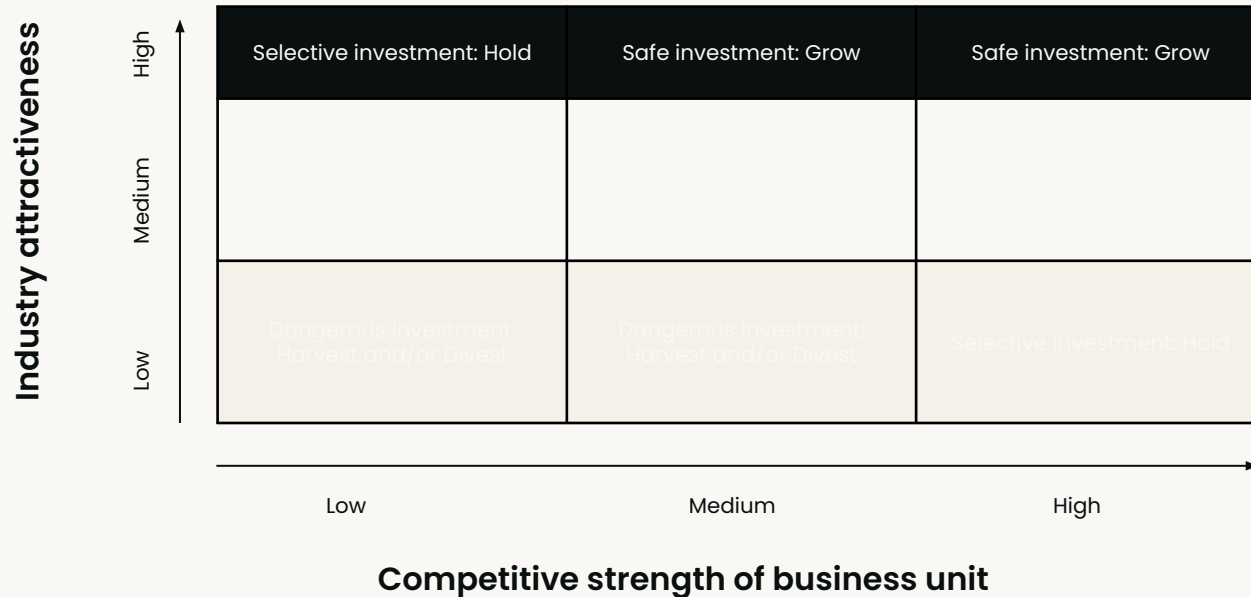 Industry attractiveness
High
Medium
Low
Selective investment: Hold
Safe investment: Grow
Safe investment: Grow
Dangerous investment:
Harvest and/or Divest
Dangerous investment:
Harvest and/or Divest
Selective investment: Hold
Low
Medium
High
Competitive strength of business unit